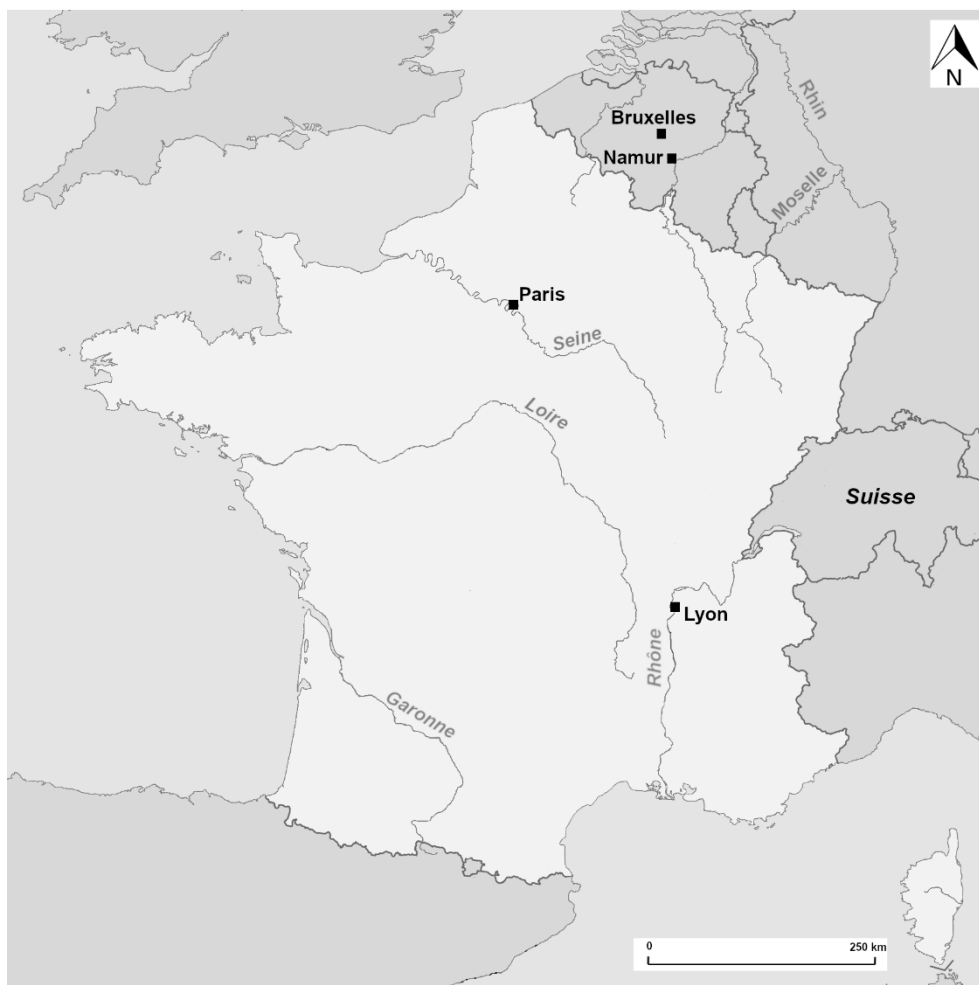 N
Rhin
Bruxelles
Namur
Moselle
Paris
Seine
Loire
Suisse
Lyon
Rhône
Garonne
0 250 km